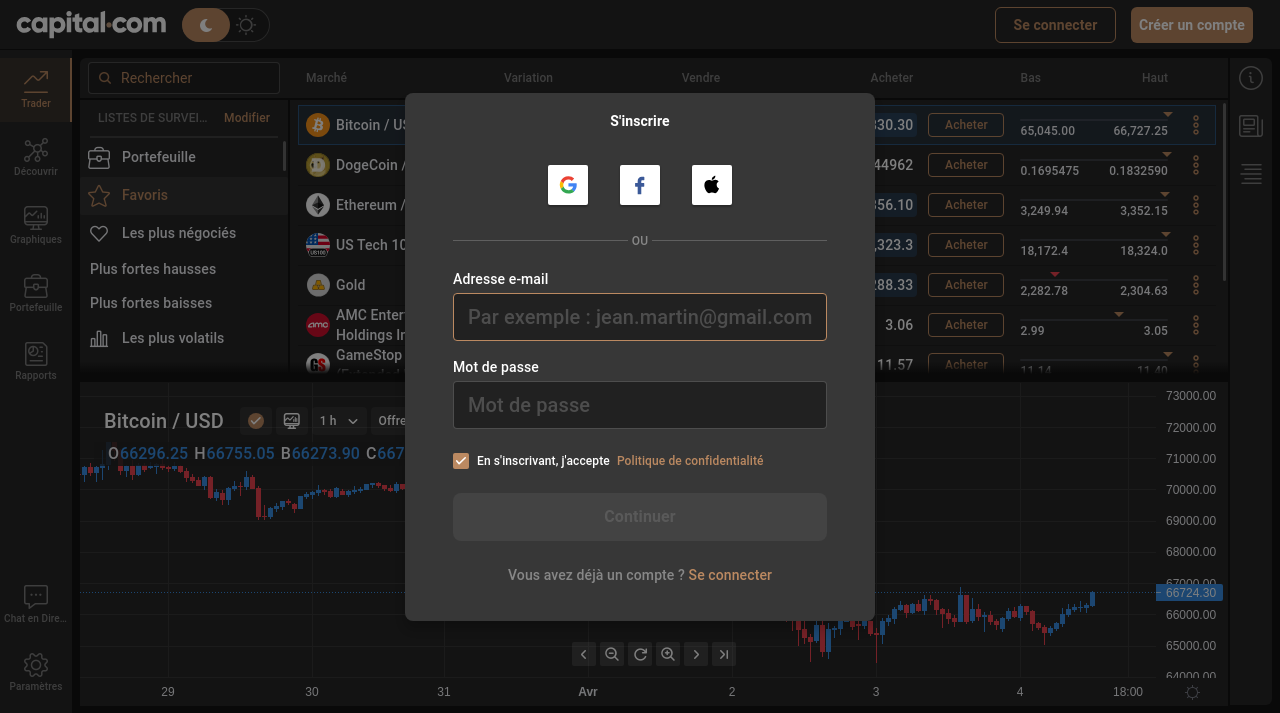 capital.com
Se connecter
Créer un compte
Trader
Découvrir
Graphiques
Portefeuille
Rapports
Chat en Dire...
Paramètres
Rechercher
LISTES DE SURVEI... Modifier
Portefeuille
Favoris
Les plus négociés
Plus fortes hausses
Plus fortes baisses
Les plus volatils
Marché Variation Vendre Acheter Bas Haut
Bitcoin / 30.30 Acheter 65,045.00 66,727.25
DogeCoin / 44962 Acheter 0.1695475 0.1832590
Ethereum / 356.10 Acheter 3,249.94 3,352.15
US100 US Tech 10 ,323.3 Acheter 18,172.4 18,324.0
Gold 288.33 Acheter 2,282.78 2,304.63
amc AMC Enter
Holdings 3.06 Acheter 2.99 3.05
GameStop 11.57 Acheter 11.14 11.40
S'inscrire
OU
Adresse e-mail
Par exemple : jean.martin@gmail.com
Mot de passe
Mot de passe
En s'inscrivant, j'accepte Politique de confidentialité
Continuer
Vous avez déjà un compte ? Se connecter
Bitcoin / USD 1 h Offre
O66296.25 H66755.05 B66273.90 C667
73000.00
72000.00
71000.00
70000.00
69000.00
68000.00
67000.00
66724.30
66000.00
65000.00
64000.00
29 30 31 Avr 2 3 4 18:00